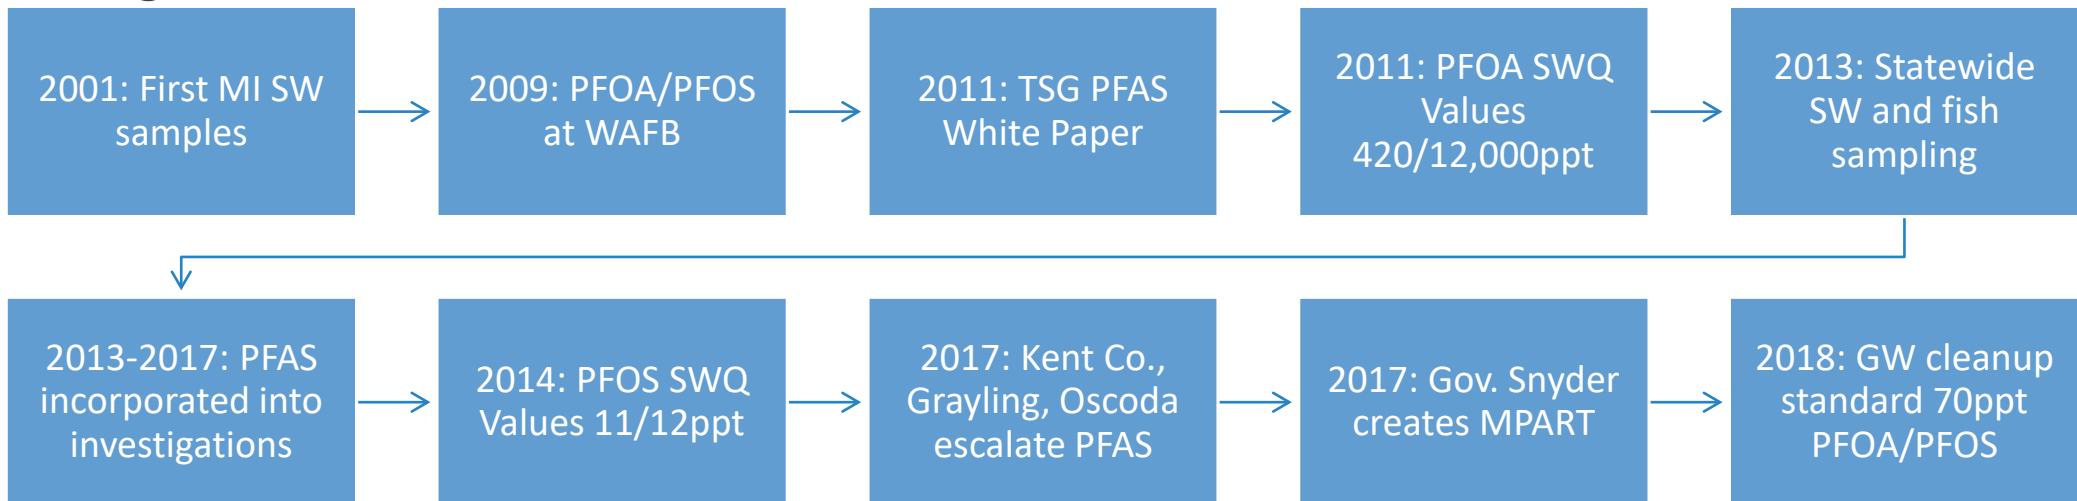 2001: First MI SW
samples
2009: PFOA/PFOS
at WAFB
2011: TSG PFAS
White Paper
2011: PFOA SWQ
Values
420/12,000ppt
2013: Statewide
SW and fish
sampling
2013-2017: PFAS
incorporated into
investigations
2014: PFOS SWQ
Values 11/12ppt
2017: Kent Co.,
Grayling, Oscoda
escalate PFAS
2017: Gov. Snyder
creates MPART
2018: GW cleanup
standard 70ppt
PFOA/PFOS